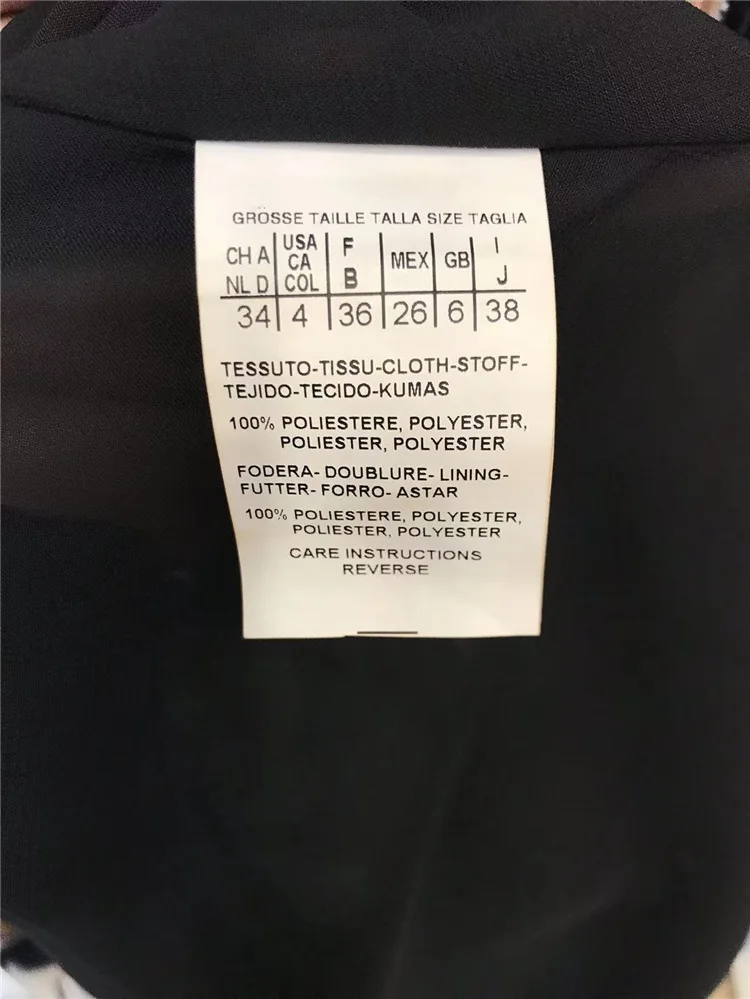 GRÖSSE TAILLE TALLA SIZE TAGLIA
CH A NL D USA CA COL F B MEX GB I J
34 4 36 26 6 38
TESSUTO-TISSU-CLOTH-STOFF-
TEJIDO-TECIDO-KUMAS
100% POLIESTERE, POLYESTER,
POLIESTER, POLYESTER
FODERA- DOUBLURE- LINING-
FUTTER- FORRO- ASTAR
100% POLIESTERE, POLYESTER,
POLIESTER, POLYESTER
CARE INSTRUCTIONS
REVERSE